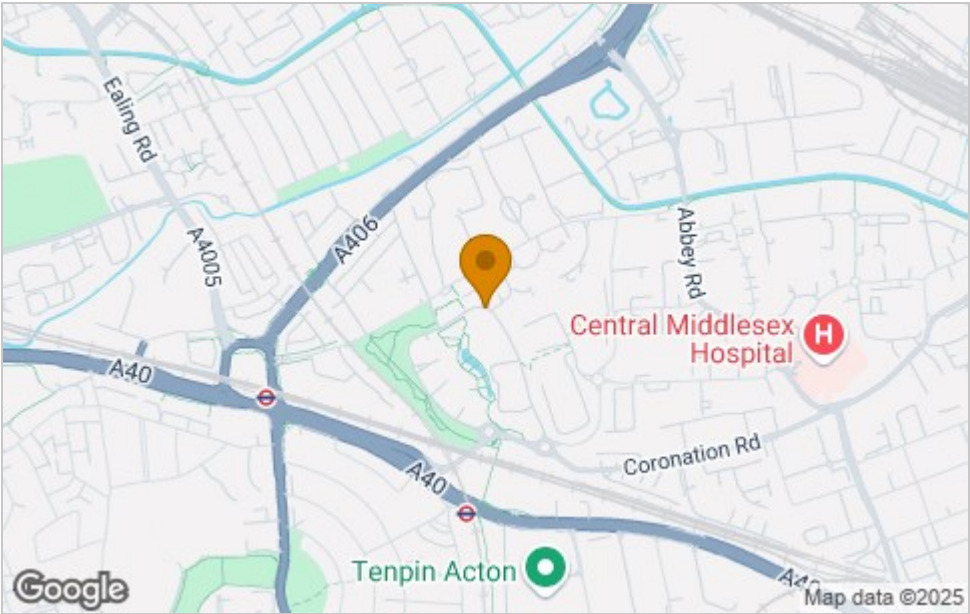 Ealing Rd
A4005
A406
Abbey Rd
Central Middlesex
Hospital
H
A40
Coronation Rd
A40
Tenpin Acton
A40
Google
Map data ©2025